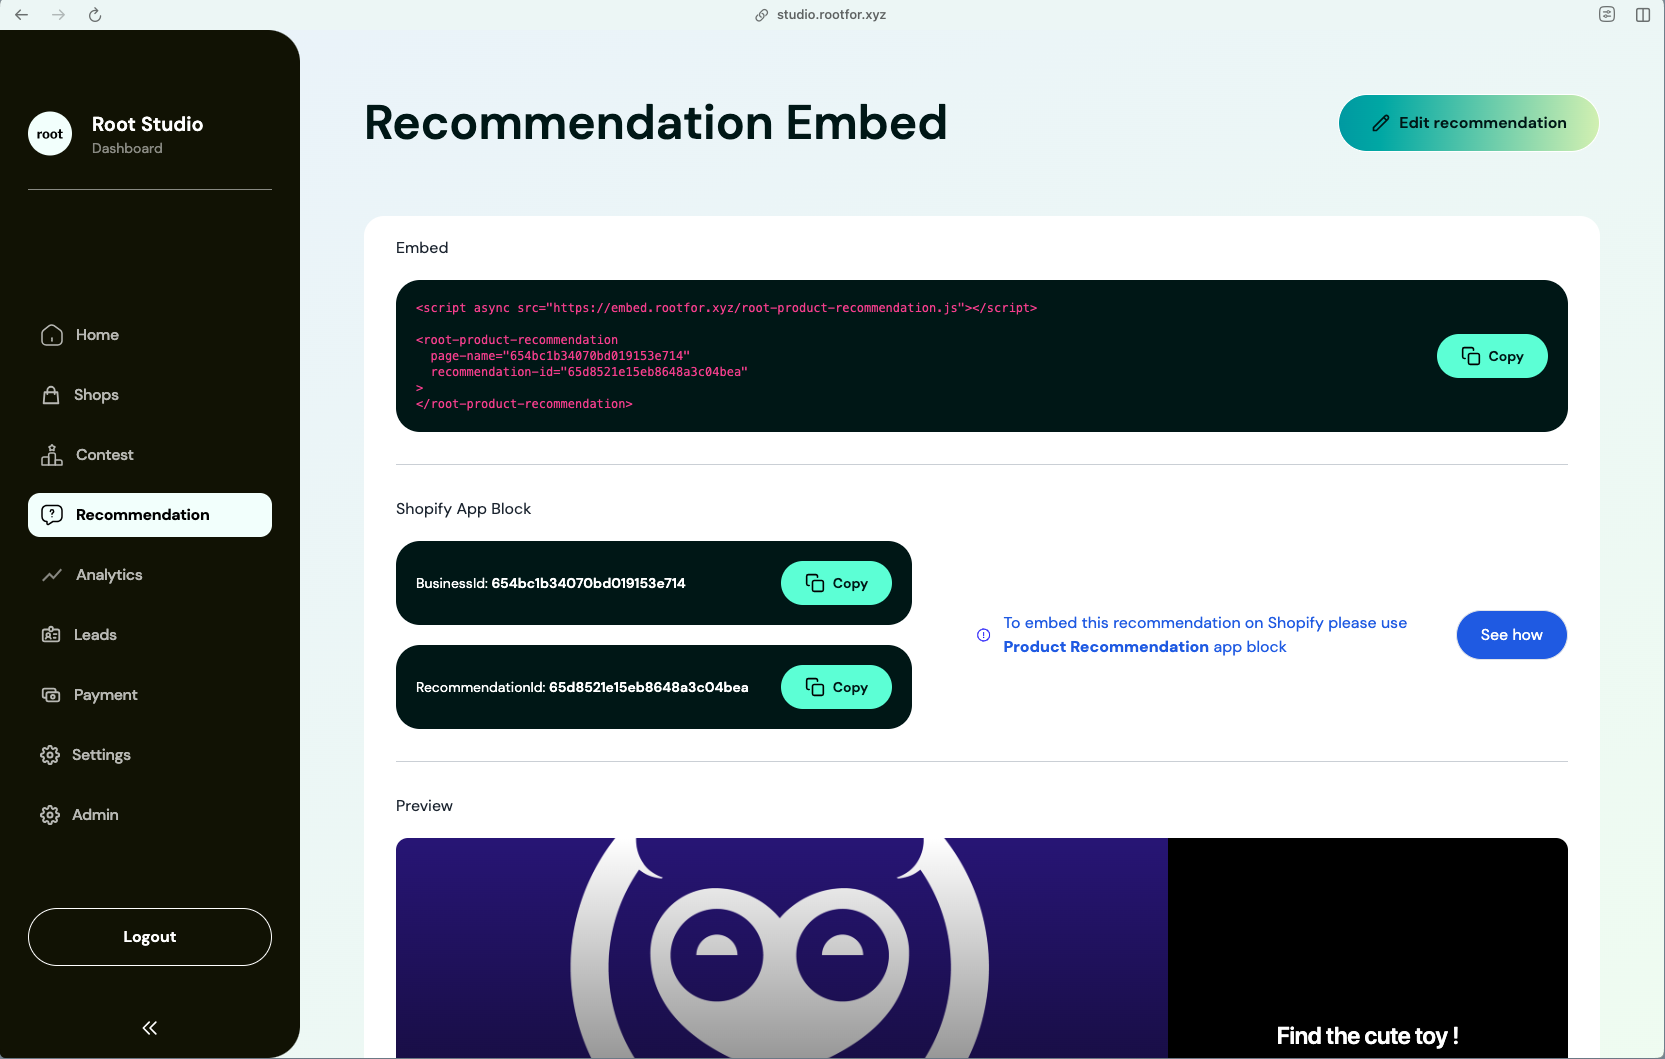 studio.rootfor.xyz
root
Root Studio
Dashboard
Home
Shops
Contest
Recommendation
Analytics
Leads
Payment
Settings
Admin
Logout
Recommendation Embed
Edit recommendation
Embed
<script async src="https://embed.rootfor.xyz/root-product-recommendation.js"></script>
<root-product-recommendation
page-name="654bc1b34070bd019153e714"
recommendation-id="65d8521e15eb8648a3c04bea"
>
</root-product-recommendation>
Copy
Shopify App Block
BusinessId: 654bc1b34070bd019153e714
Copy
RecommendationId: 65d8521e15eb8648a3c04bea
Copy
To embed this recommendation on Shopify please use
Product Recommendation app block
See how
Preview
Find the cute toy !